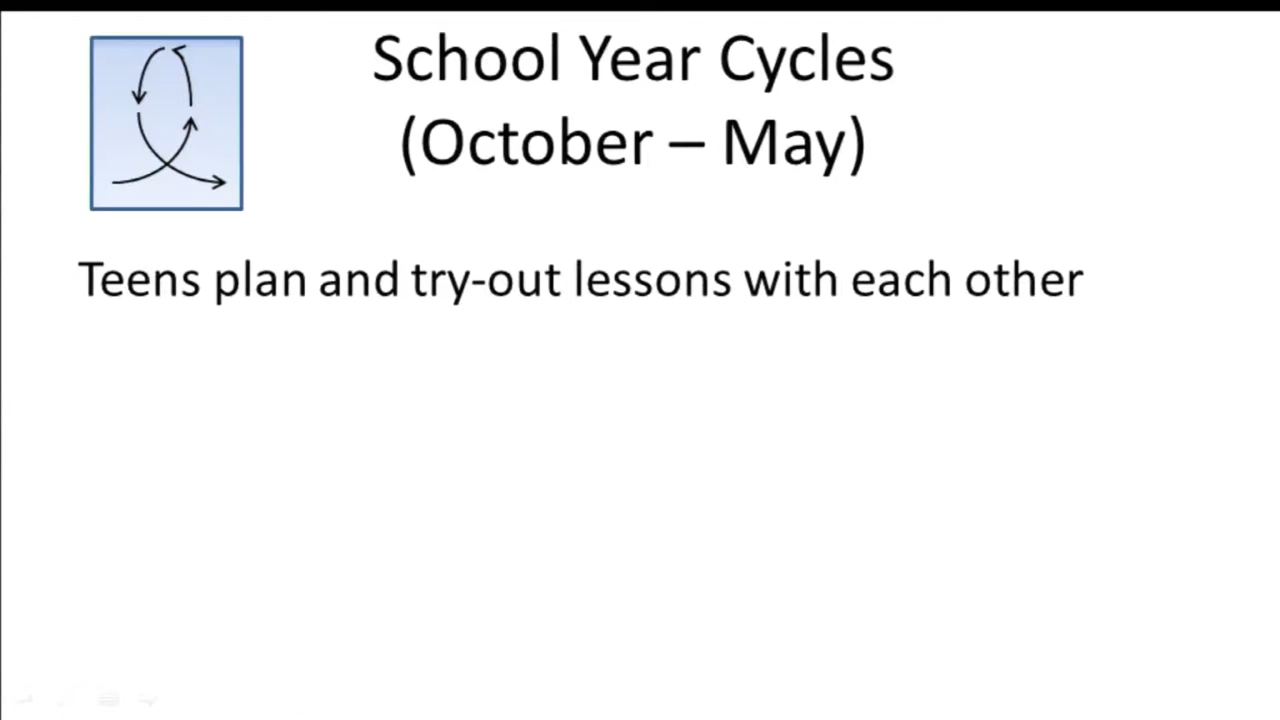 School Year Cycles
(October – May)
Teens plan and try-out lessons with each other